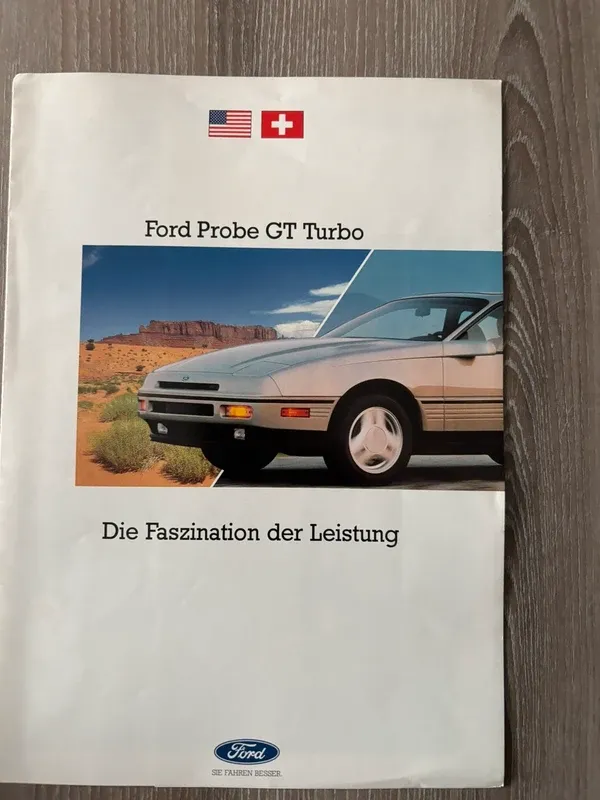 Ford Probe GT Turbo
Die Faszination der Leistung
Ford
SIE FAHREN BESSER.